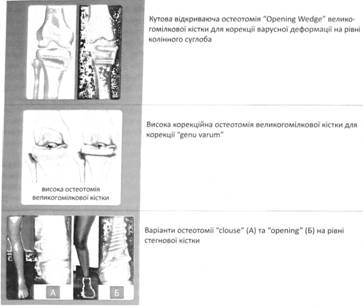 Кутова відкриваюча остеотомія "Opening Wedge" велико-
гомілкової кістки для корекції варусної деформації на рівні
колінного суглоба
Висока корекційна остеотомія великогомілкової кістки для
корекції "genu varum"
висока остеотомія
великогомілкової кістки
Варіанти остеотомії "clouse" (А) та "opening" (Б) на рівні
стегнової кістки
А
Б